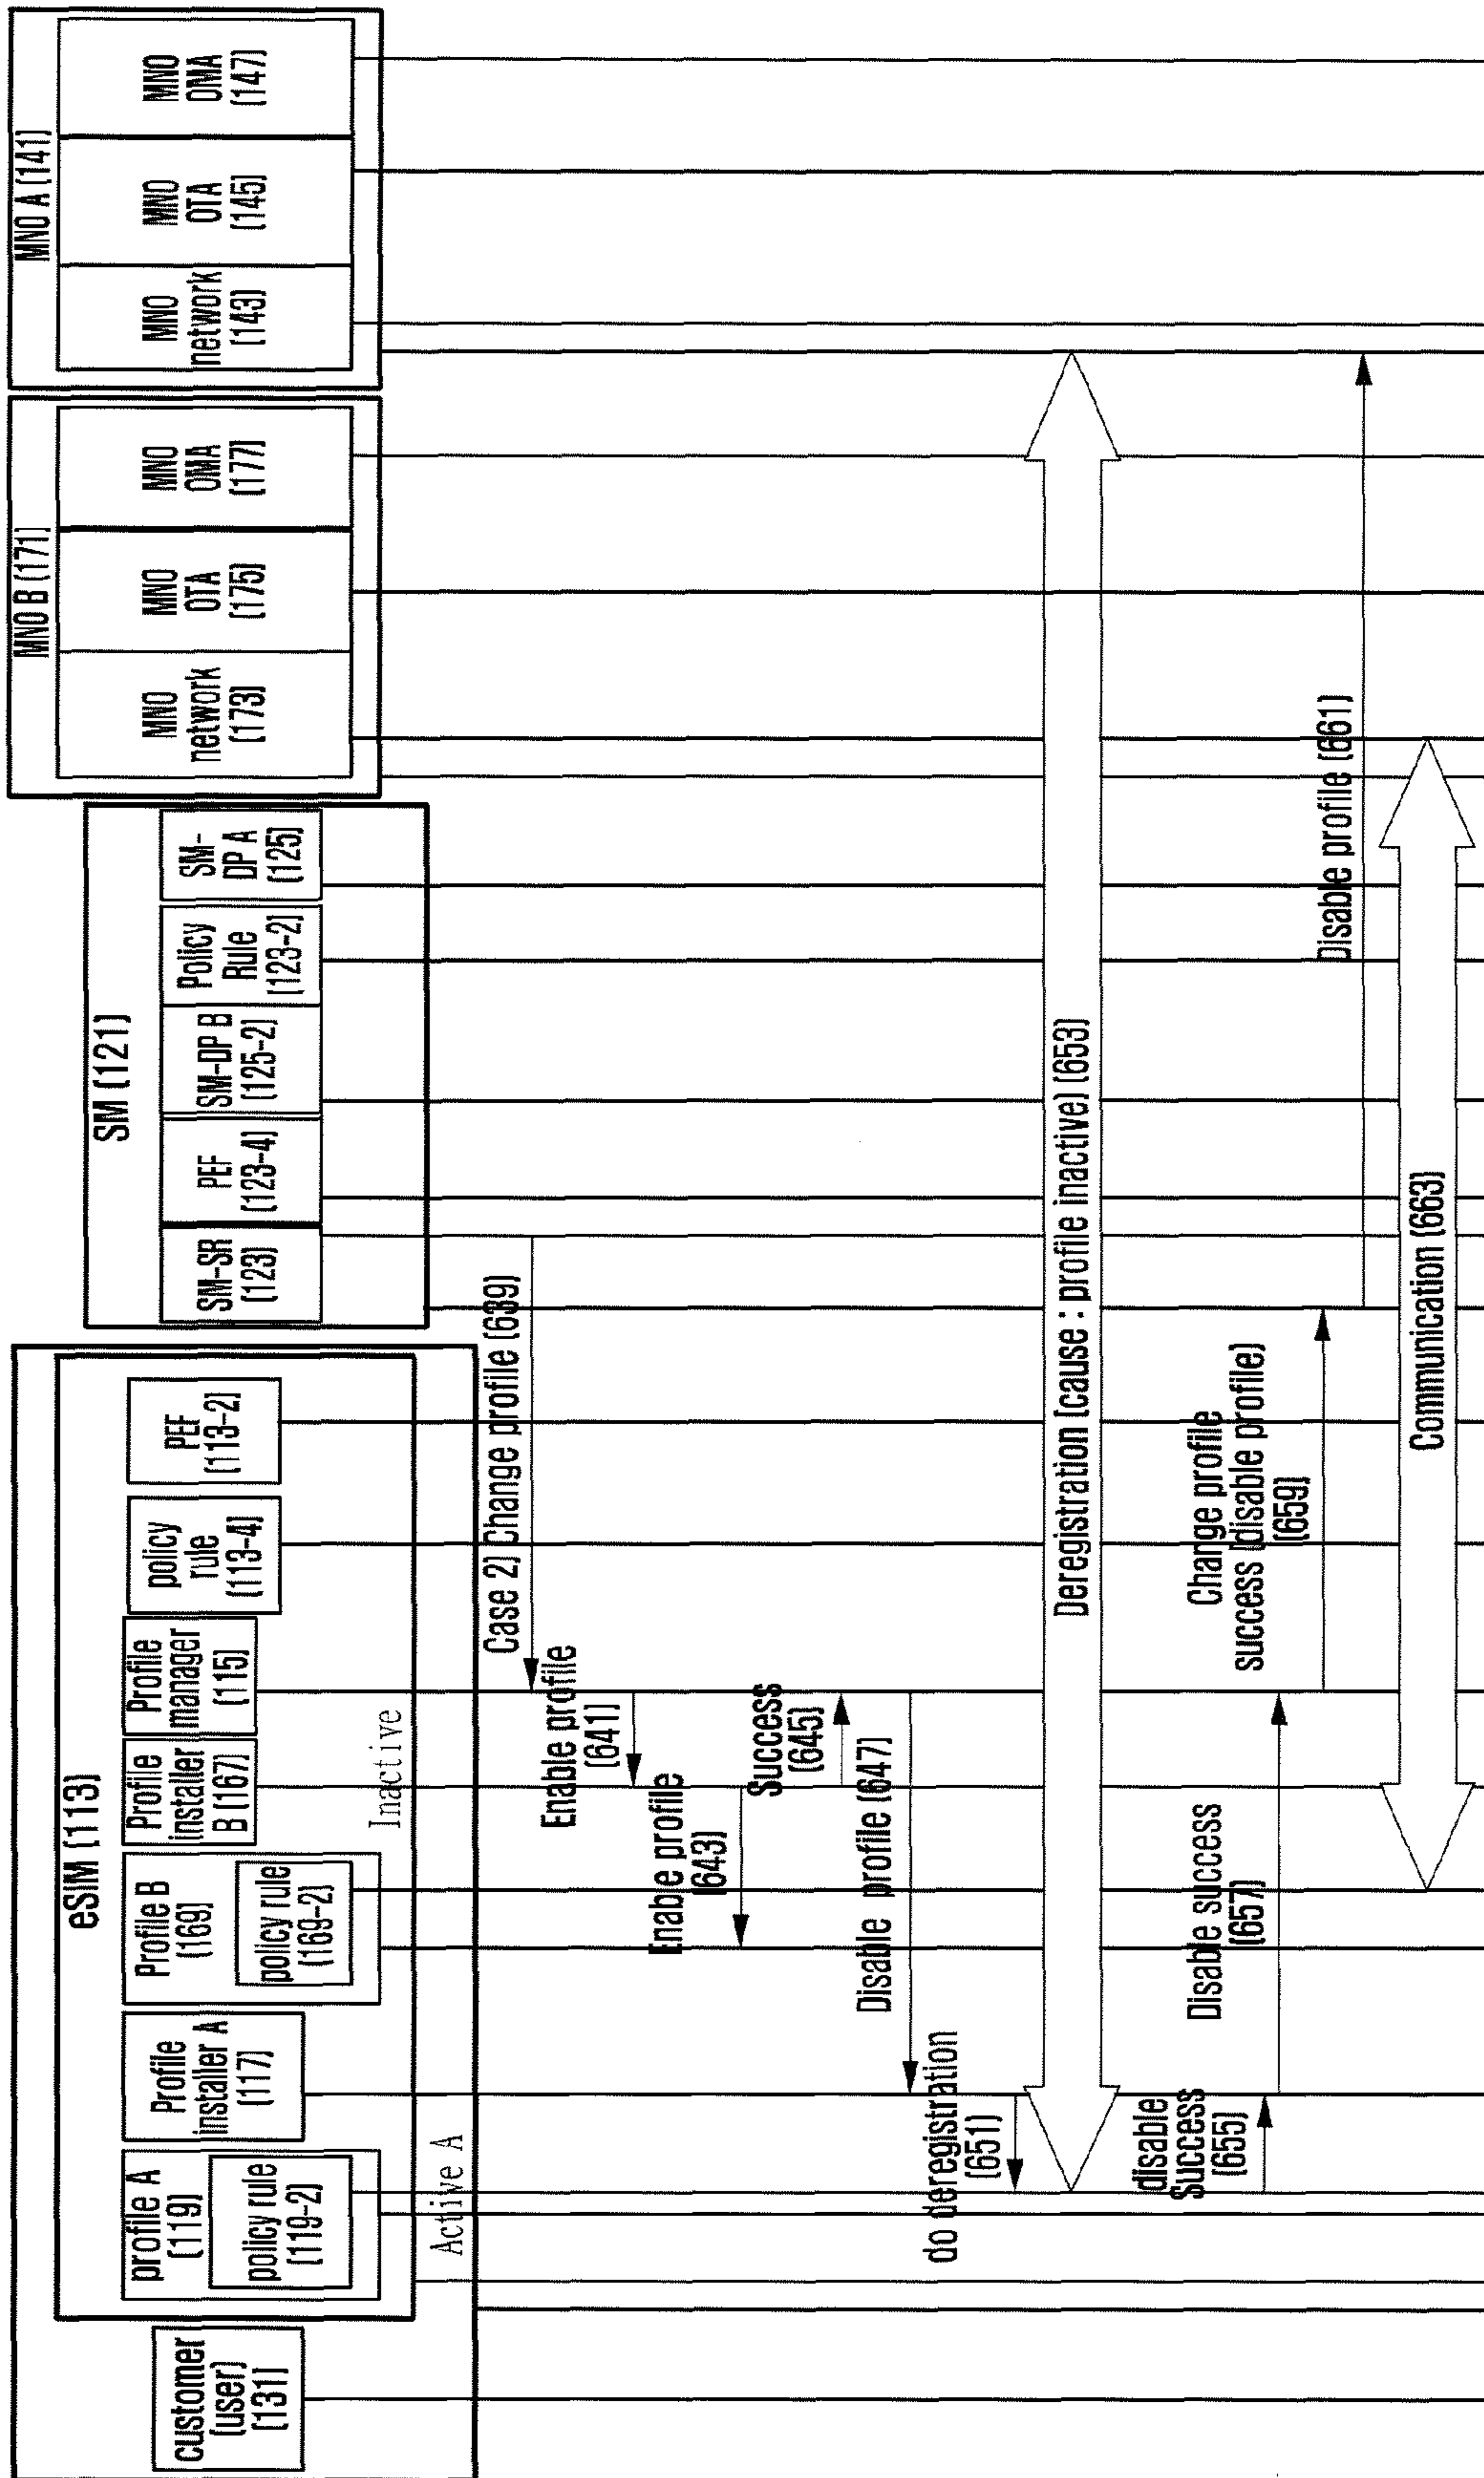 eSIM (113)
SM (121)
MNO B (171)
MNO A (141)
customer
(user)
(131)
profile A
(119)
policy rule
(119-2)
Profile
installer A
(117)
Profile B
(169)
policy rule
(169-2)
Profile
installer
B (167)
Profile
manager
(115)
policy
rule
(113-4)
PEF
(113-2)
SM-SR
(123)
PEF
(123-4)
SM-DP B
(125-2)
Policy
Rule
(123-2)
SM-
DP A
(125)
MNO
network
(173)
MNO
OTA
(175)
MNO
OMA
(177)
MNO
network
(143)
MNO
OTA
(145)
MNO
OMA
(147)
Inactive
Active A
Case 2) Change profile (639)
Enable profile
(641)
Enable profile
(643)
Success
(645)
Disable profile (647)
do deregistration
(651)
Deregistration (cause : profile inactive) (653)
disable
Success
(655)
Disable success
(657)
Change profile
success (disable profile)
(659)
Disable profile (661)
Communication (663)